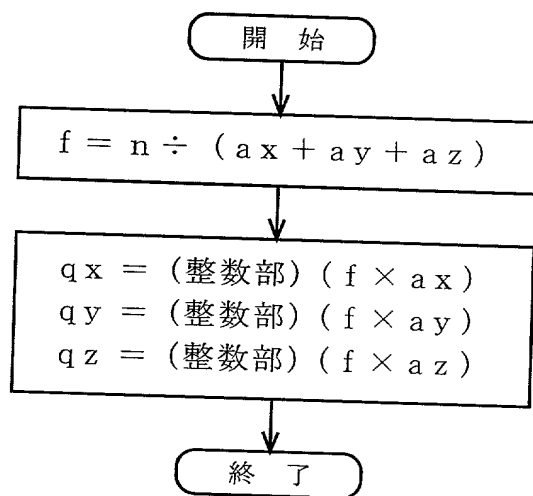 開 始
f = n ÷ (ax + ay + az)
qx = (整数部) (f × ax)
qy = (整数部) (f × ay)
qz = (整数部) (f × az)
終 了